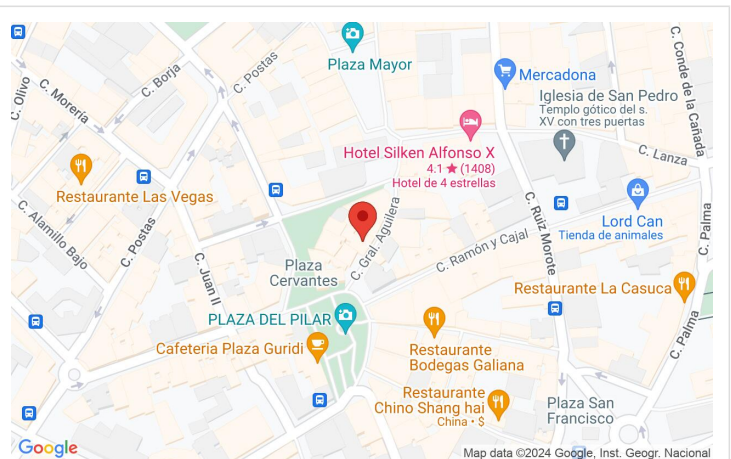 Plaza Mayor
C. Postas
C. Borja
C. Olivo
C. Morería
Mercadona
C. Conde de la Cañada
Iglesia de San Pedro
Templo gótico del s.
XV con tres puertas
Hotel Silken Alfonso X
4.1 ★ (1408)
Hotel de 4 estrellas
C. Lanza
Restaurante Las Vegas
Lord Can
Tienda de animales
C. Alamillo Bajo
C. Postas
C. Juan II
C. Gral. Aguilera
C. Ramón y Cajal
C. Ruiz Morote
C. Palma
Plaza
Cervantes
Restaurante La Casuca
PLAZA DEL PILAR
Cafeteria Plaza Guridi
Restaurante
Bodegas Galiana
C. Palma
Restaurante
Chino Shang hai
China • $
Plaza San
Francisco
Google
Map data ©2024 Google, Inst. Geogr. Nacional